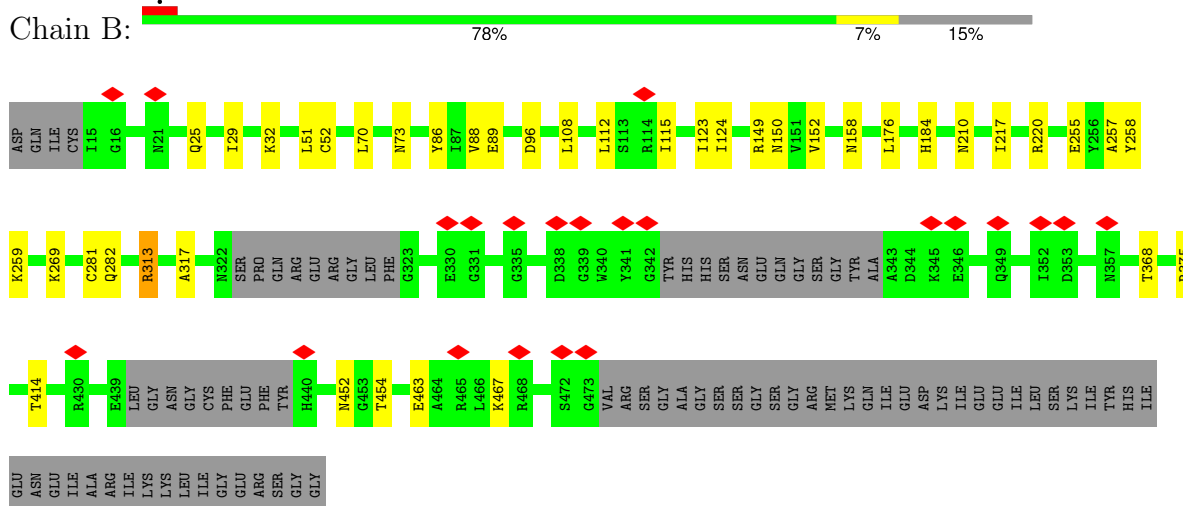 Chain B:
78% 7% 15%
ASP GLN ILE CYS I15 G16 N21 Q25 I29 K32 L51 C52 L70 N73 Y86 I87 V88 E89 D96 L108 L112 S113 R114 I115 I123 I124 R149 N150 V151 V152 N158 L176 H184 N210 I217 R220 E255 Y256 A257 Y258
K259 K269 C281 Q282 R313 A317 N322 SER PRO GLN ARG GLU ARG GLY LEU PHE G323 E330 G331 G335 D338 G339 W340 Y341 G342 TYR HIS HIS SER ASN GLU GLN GLY SER GLY TYR ALA A343 D344 K345 E346 Q349 I352 D353 N357 T368
T414 R430 E439 LEU GLY ASN GLY CYS PHE GLU PHE TYR H440 N452 G453 T454 E463 A464 R465 L466 K467 R468 S472 G473 VAL ARG SER GLY ALA GLY SER SER GLY SER GLY ARG MET LYS GLN ILE GLU ASP LYS ILE GLU GLU ILE LEU SER LYS ILE TYR HIS ILE
GLU ASN GLU ILE ALA ARG ILE LYS LYS LEU ILE GLY GLU ARG SER GLY GLY